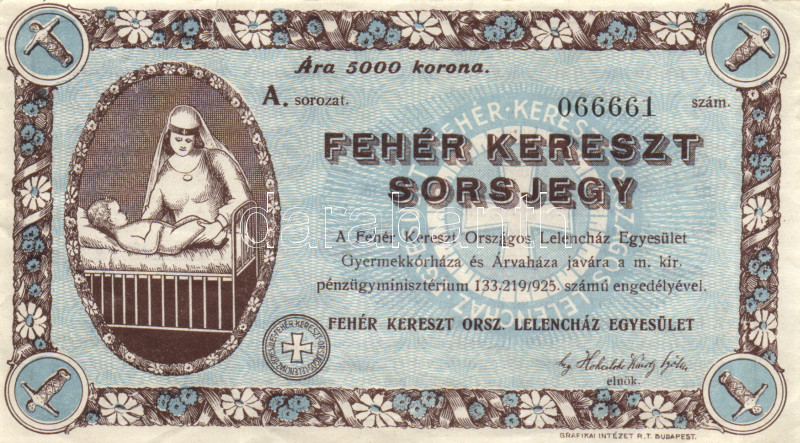 Ára 5000 korona.
A. sorozat. 066661 szám.
FEHÉR KERESZT
SORSJEGY
A Fehér Kereszt Országos Lelencház Egyesület
Gyermekkórháza és Árvaháza javára a m. kir.
pénzügyminisztérium 133.219/925. számú engedélyével.
FEHÉR KERESZT ORSZ. LELENCHÁZ EGYESÜLET
elnök.
GRAFIKAI INTÉZET R.T. BUDAPEST.